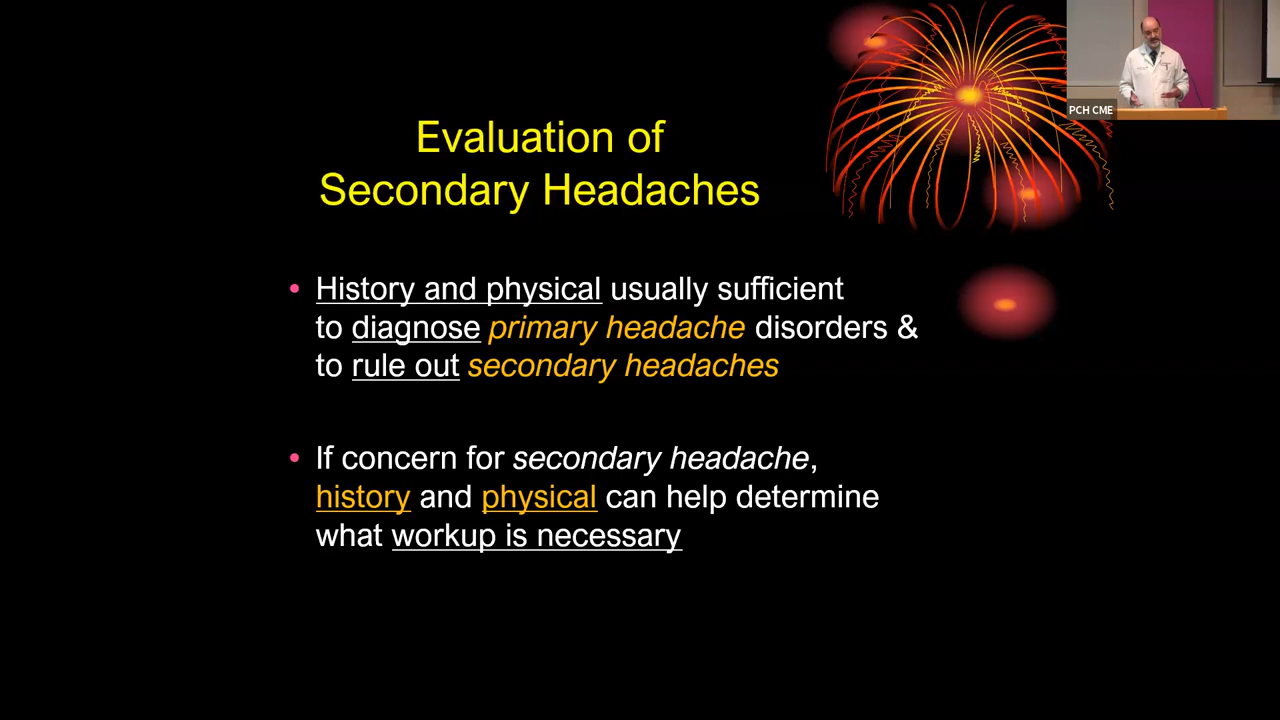 Evaluation of
Secondary Headaches
PCH CME
• History and physical usually sufficient
to diagnose primary headache disorders &
to rule out secondary headaches
• If concern for secondary headache,
history and physical can help determine
what workup is necessary